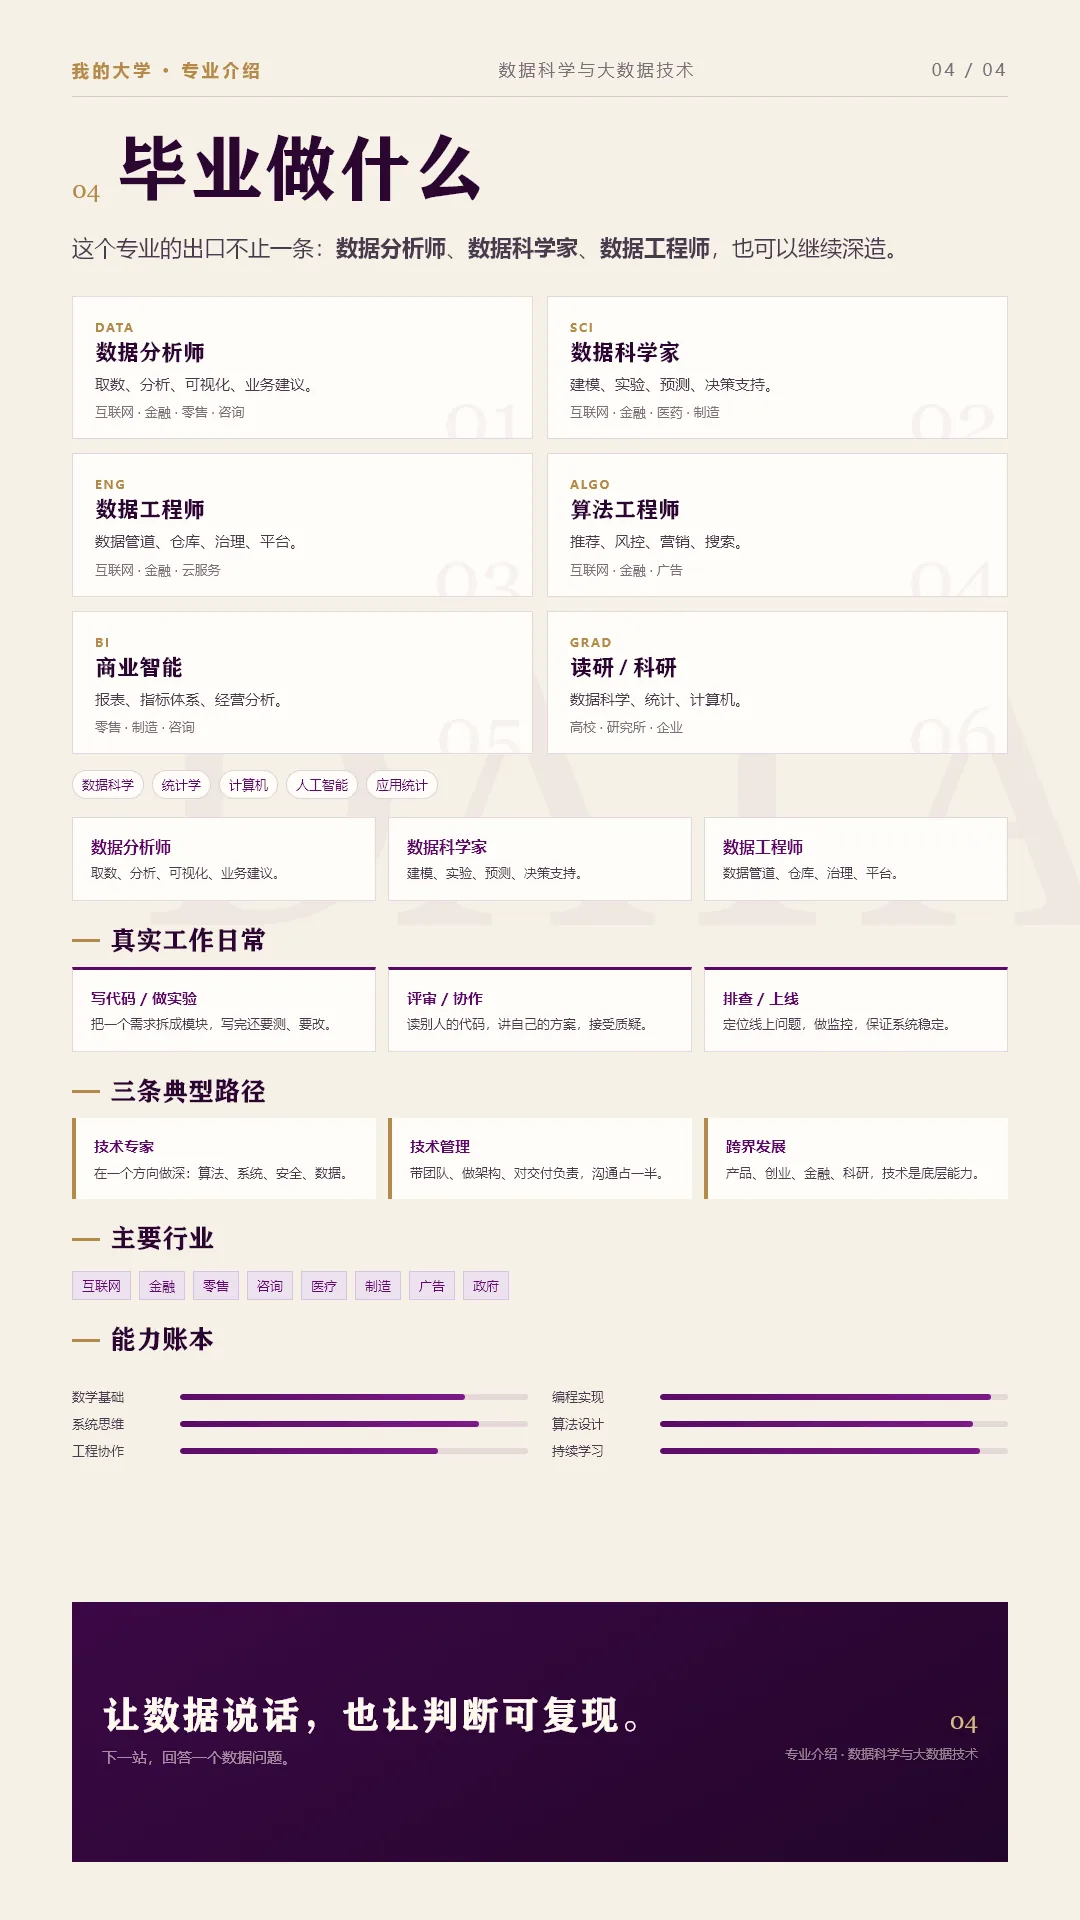 我的大学 · 专业介绍
数据科学与大数据技术
04 / 04
04 毕业做什么
这个专业的出口不止一条：数据分析师、数据科学家、数据工程师，也可以继续深造。
DATA
数据分析师
取数、分析、可视化、业务建议。
互联网 · 金融 · 零售 · 咨询
01
SCI
数据科学家
建模、实验、预测、决策支持。
互联网 · 金融 · 医药 · 制造
02
ENG
数据工程师
数据管道、仓库、治理、平台。
互联网 · 金融 · 云服务
03
ALGO
算法工程师
推荐、风控、营销、搜索。
互联网 · 金融 · 广告
04
BI
商业智能
报表、指标体系、经营分析。
零售 · 制造 · 咨询
05
GRAD
读研 / 科研
数据科学、统计、计算机。
高校 · 研究所 · 企业
06
DATA
数据科学
统计学
计算机
人工智能
应用统计
数据分析师
取数、分析、可视化、业务建议。
数据科学家
建模、实验、预测、决策支持。
数据工程师
数据管道、仓库、治理、平台。
真实工作日常
写代码 / 做实验
把一个需求拆成模块，写完还要测、要改。
评审 / 协作
读别人的代码，讲自己的方案，接受质疑。
排查 / 上线
定位线上问题，做监控，保证系统稳定。
三条典型路径
技术专家
在一个方向做深：算法、系统、安全、数据。
技术管理
带团队、做架构、对交付负责，沟通占一半。
跨界发展
产品、创业、金融、科研，技术是底层能力。
主要行业
互联网
金融
零售
咨询
医疗
制造
广告
政府
能力账本
数学基础
编程实现
系统思维
算法设计
工程协作
持续学习
让数据说话，也让判断可复现。
下一站，回答一个数据问题。
04
专业介绍 · 数据科学与大数据技术